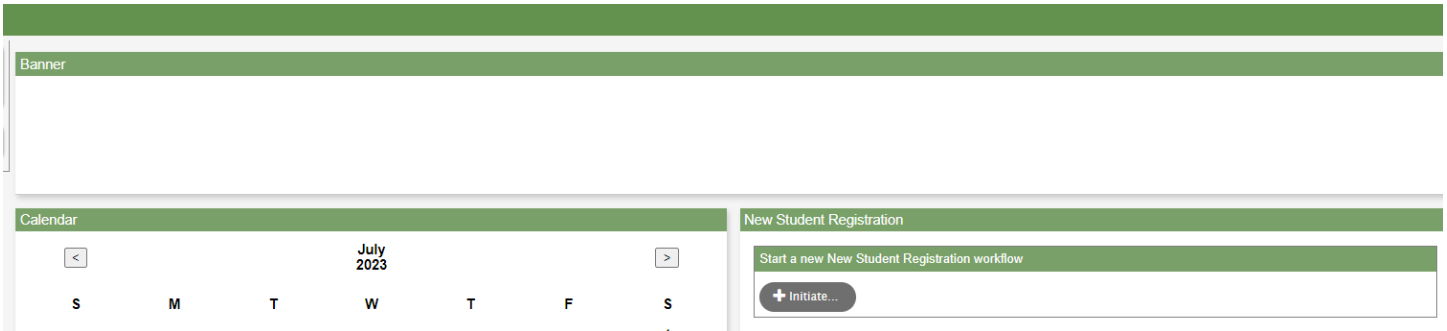 Banner
Calendar
<
July
2023
>
S M T W T F S
New Student Registration
Start a new New Student Registration workflow
Initiate...